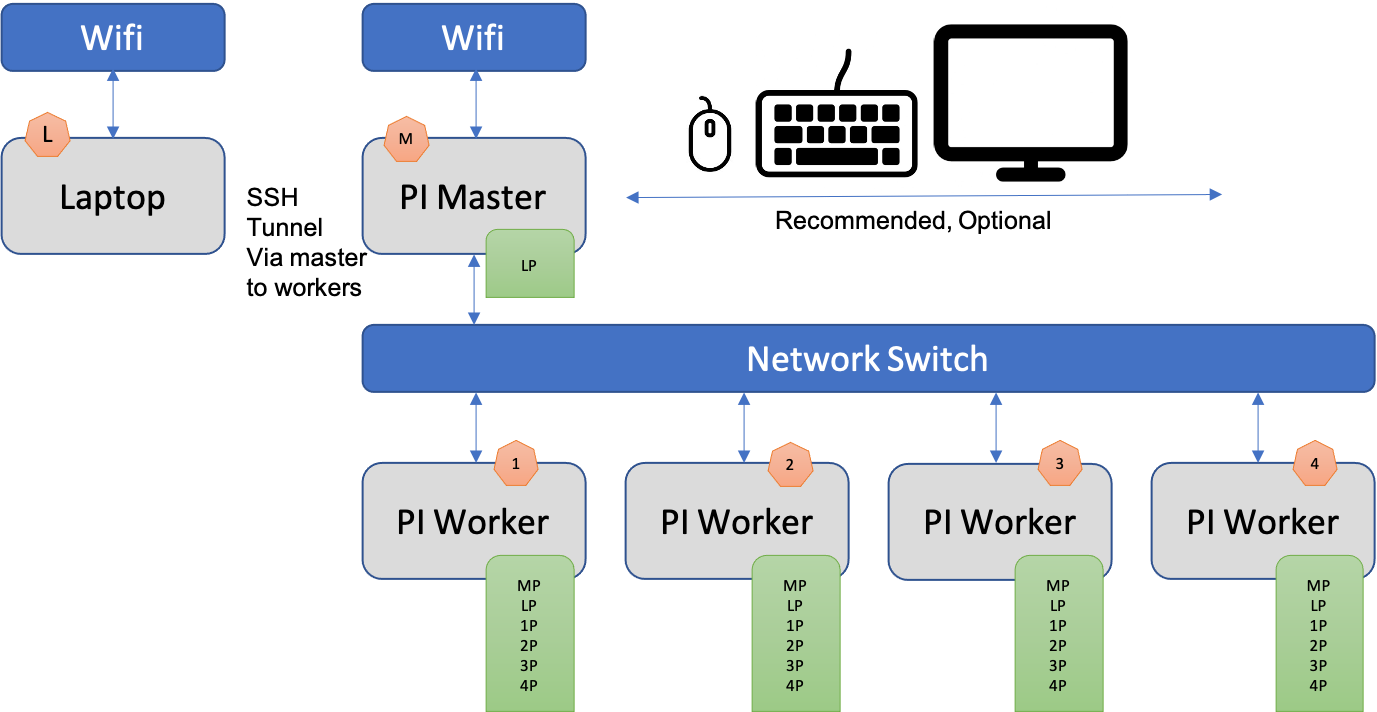 Wifi
Wifi
L
M
Laptop
PI Master
SSH
Tunnel
Via master
to workers
LP
Recommended, Optional
Network Switch
1
2
3
4
PI Worker
PI Worker
PI Worker
PI Worker
MP
LP
1P
2P
3P
4P
MP
LP
1P
2P
3P
4P
MP
LP
1P
2P
3P
4P
MP
LP
1P
2P
3P
4P